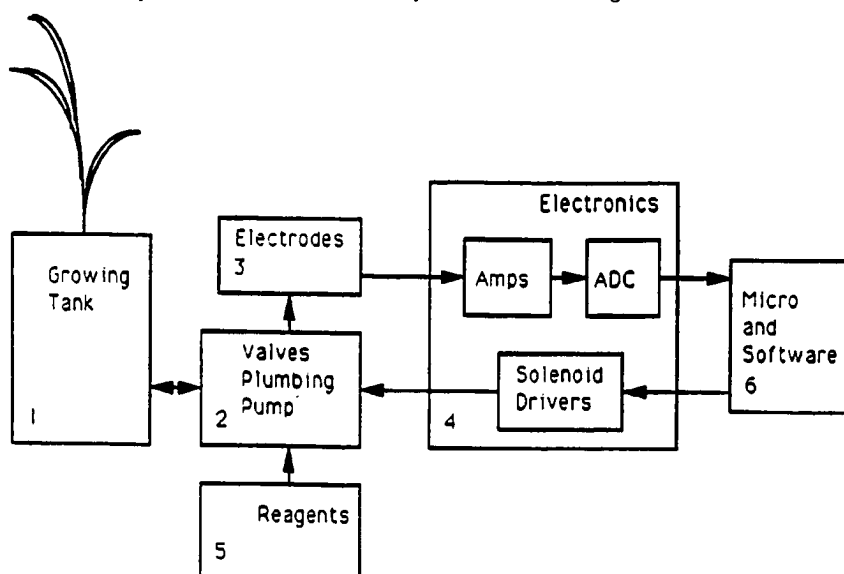 Electronics
Electrodes
3
Amps
ADC
Growing
Tank
1
Valves
Plumbing
Pump
2
Solenoid
Drivers
4
Micro
and
Software
6
Reagents
5